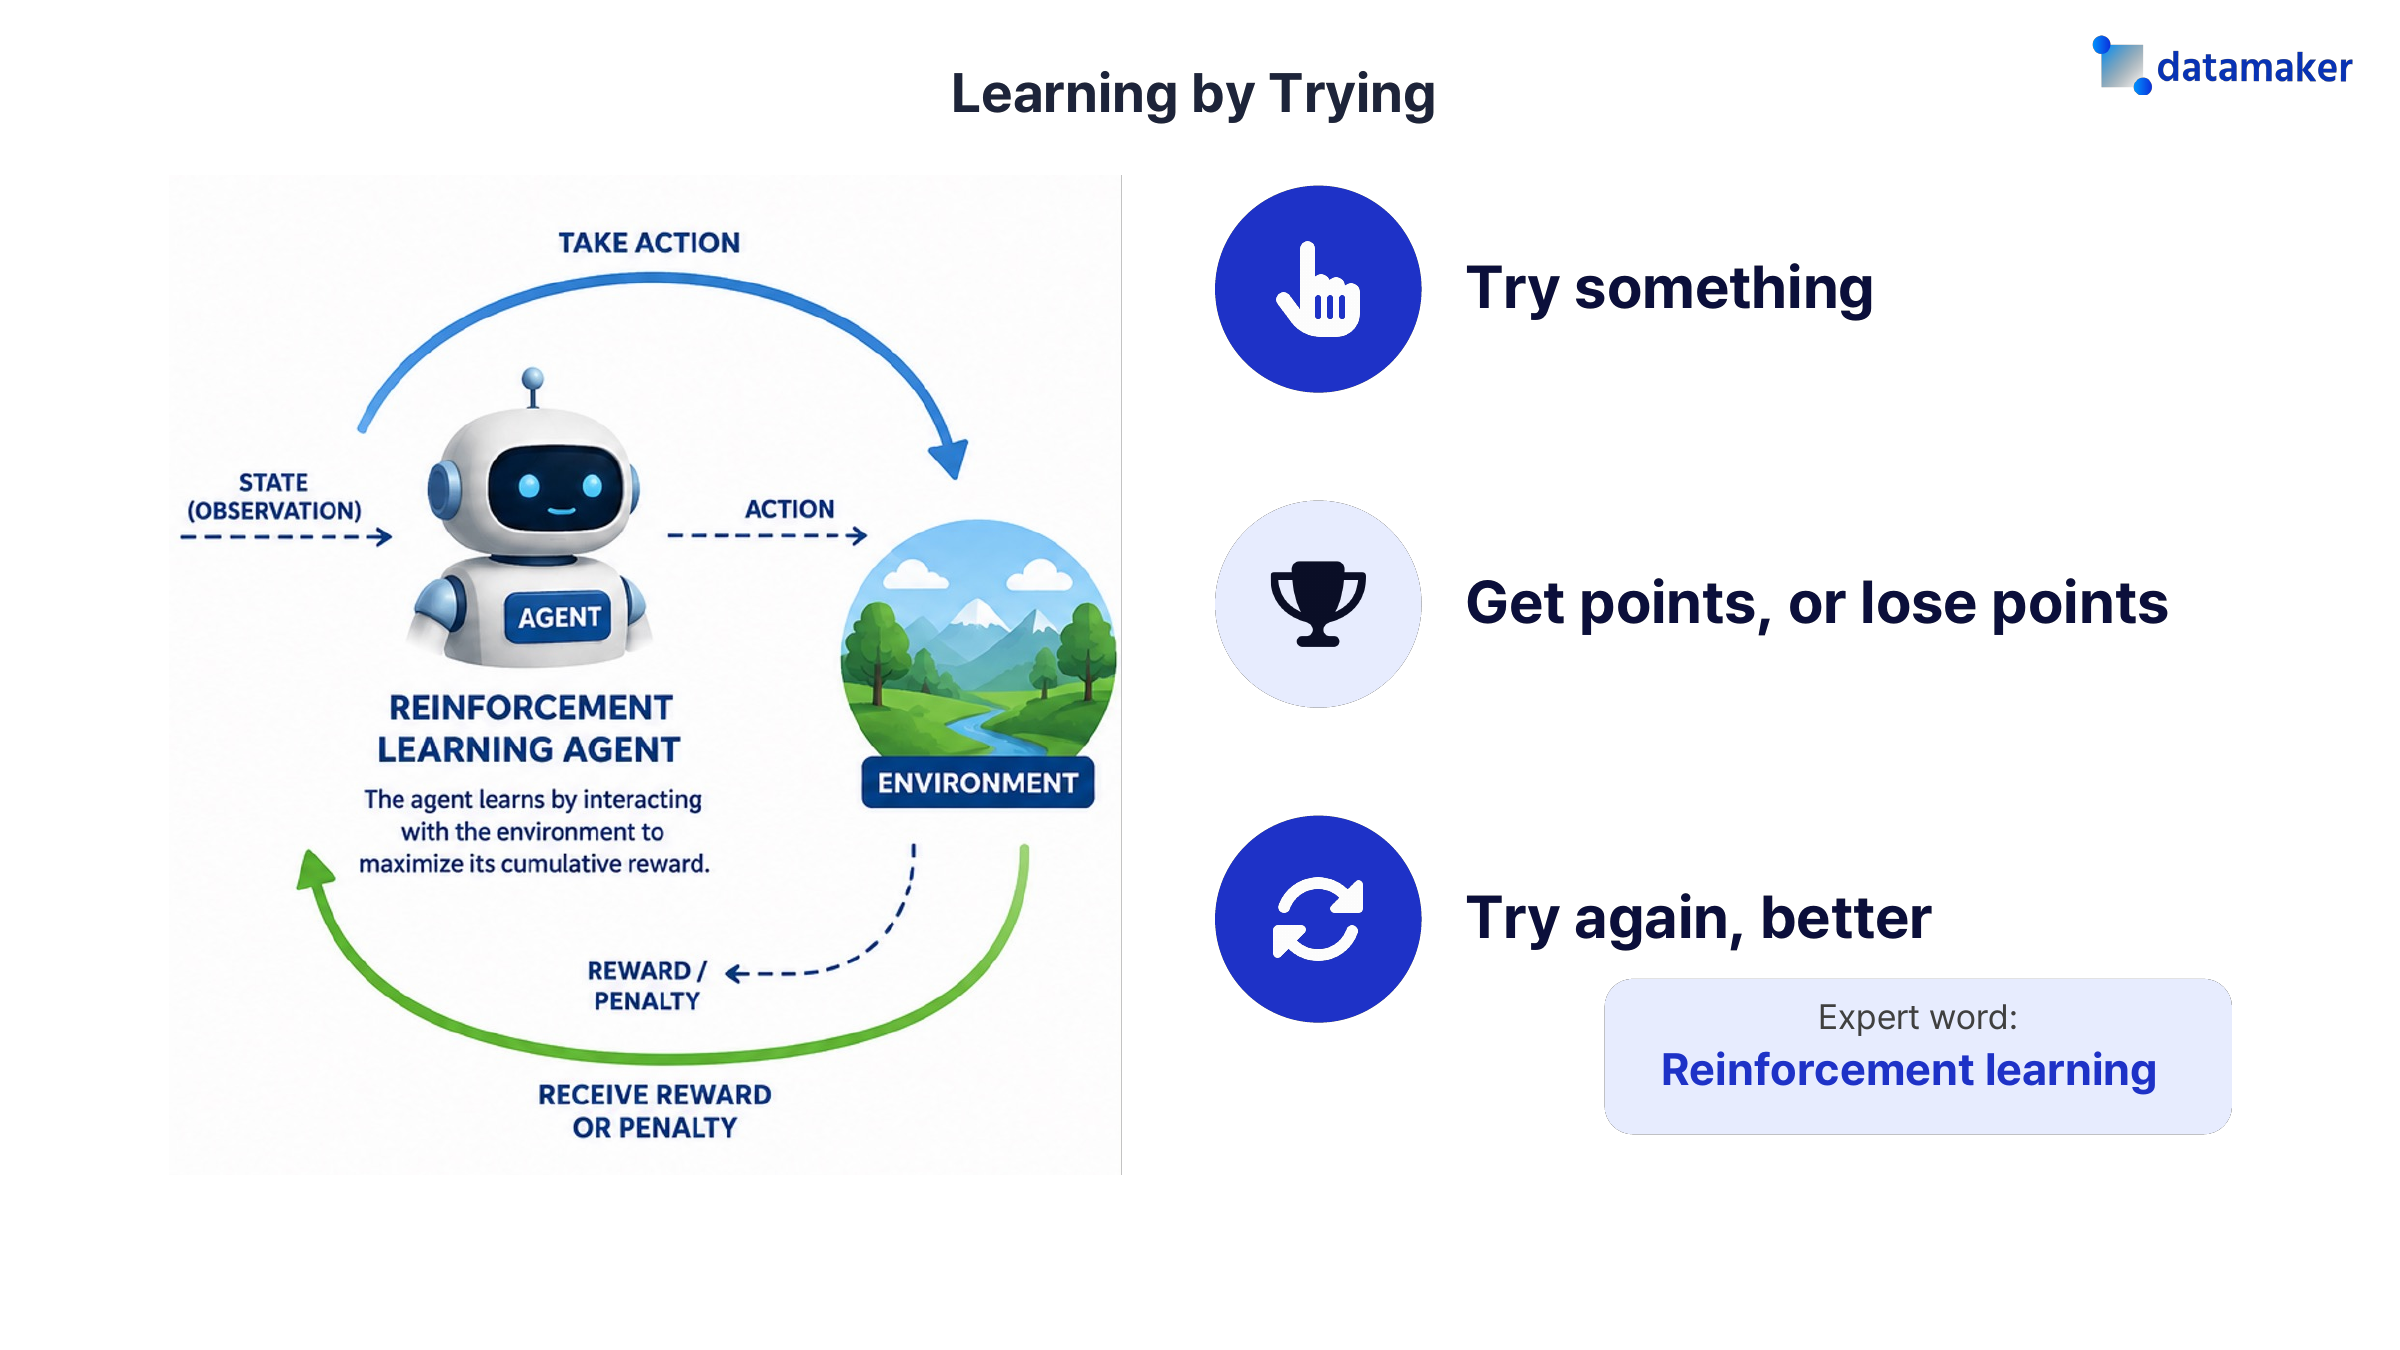 Learning by Trying
datamaker
TAKE ACTION
STATE
(OBSERVATION)
ACTION
AGENT
REINFORCEMENT
LEARNING AGENT
The agent learns by interacting
with the environment to
maximize its cumulative reward.
ENVIRONMENT
REWARD /
PENALTY
RECEIVE REWARD
OR PENALTY
Try something
Get points, or lose points
Try again, better
Expert word:
Reinforcement learning